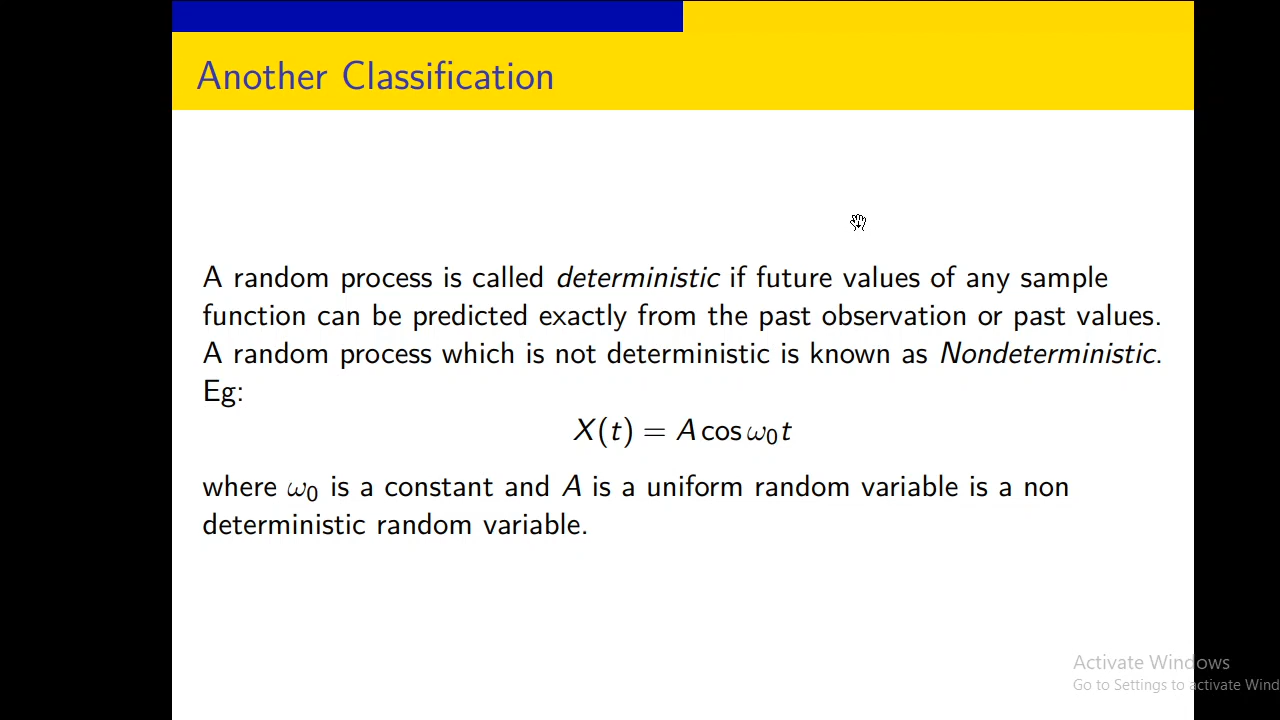 Another Classification
A random process is called deterministic if future values of any sample
function can be predicted exactly from the past observation or past values.
A random process which is not deterministic is known as Nondeterministic.
Eg:
X(t) = A cos ω₀t
where ω₀ is a constant and A is a uniform random variable is a non
deterministic random variable.
Activate Windows
Go to Settings to activate Wind